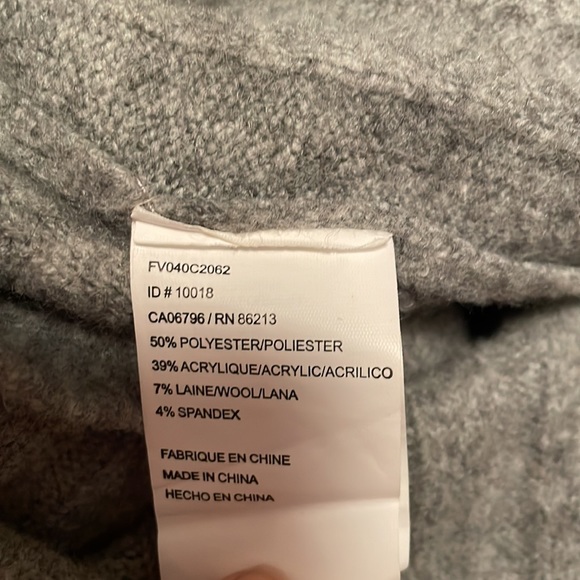 FV040C2062
ID # 10018
CA06796 / RN 86213
50% POLYESTER/POLIESTER
39% ACRYLIQUE/ACRYLIC/ACRILICO
7% LAINE/WOOL/LANA
4% SPANDEX
FABRIQUE EN CHINE
MADE IN CHINA
HECHO EN CHINA